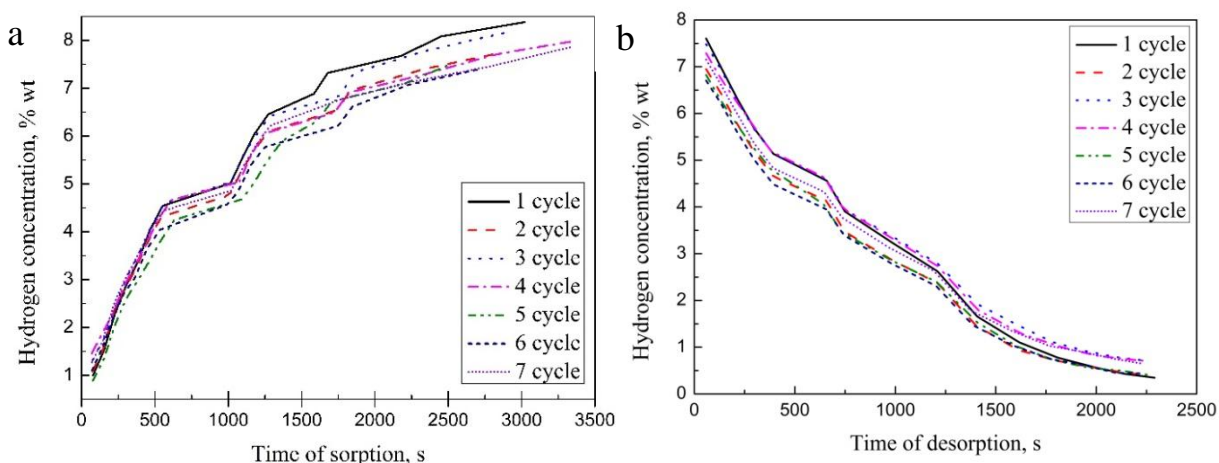 a
Hydrogen concentration, % wt
8
7
6
5
4
3
2
1
0 500 1000 1500 2000 2500 3000 3500
Time of sorption, s
1 cycle
2 cycle
3 cycle
4 cycle
5 cycle
6 cycle
7 cycle
b
Hydrogen concentration, % wt
8
7
6
5
4
3
2
1
0
0 500 1000 1500 2000 2500
Time of desorption, s
1 cycle
2 cycle
3 cycle
4 cycle
5 cycle
6 cycle
7 cycle